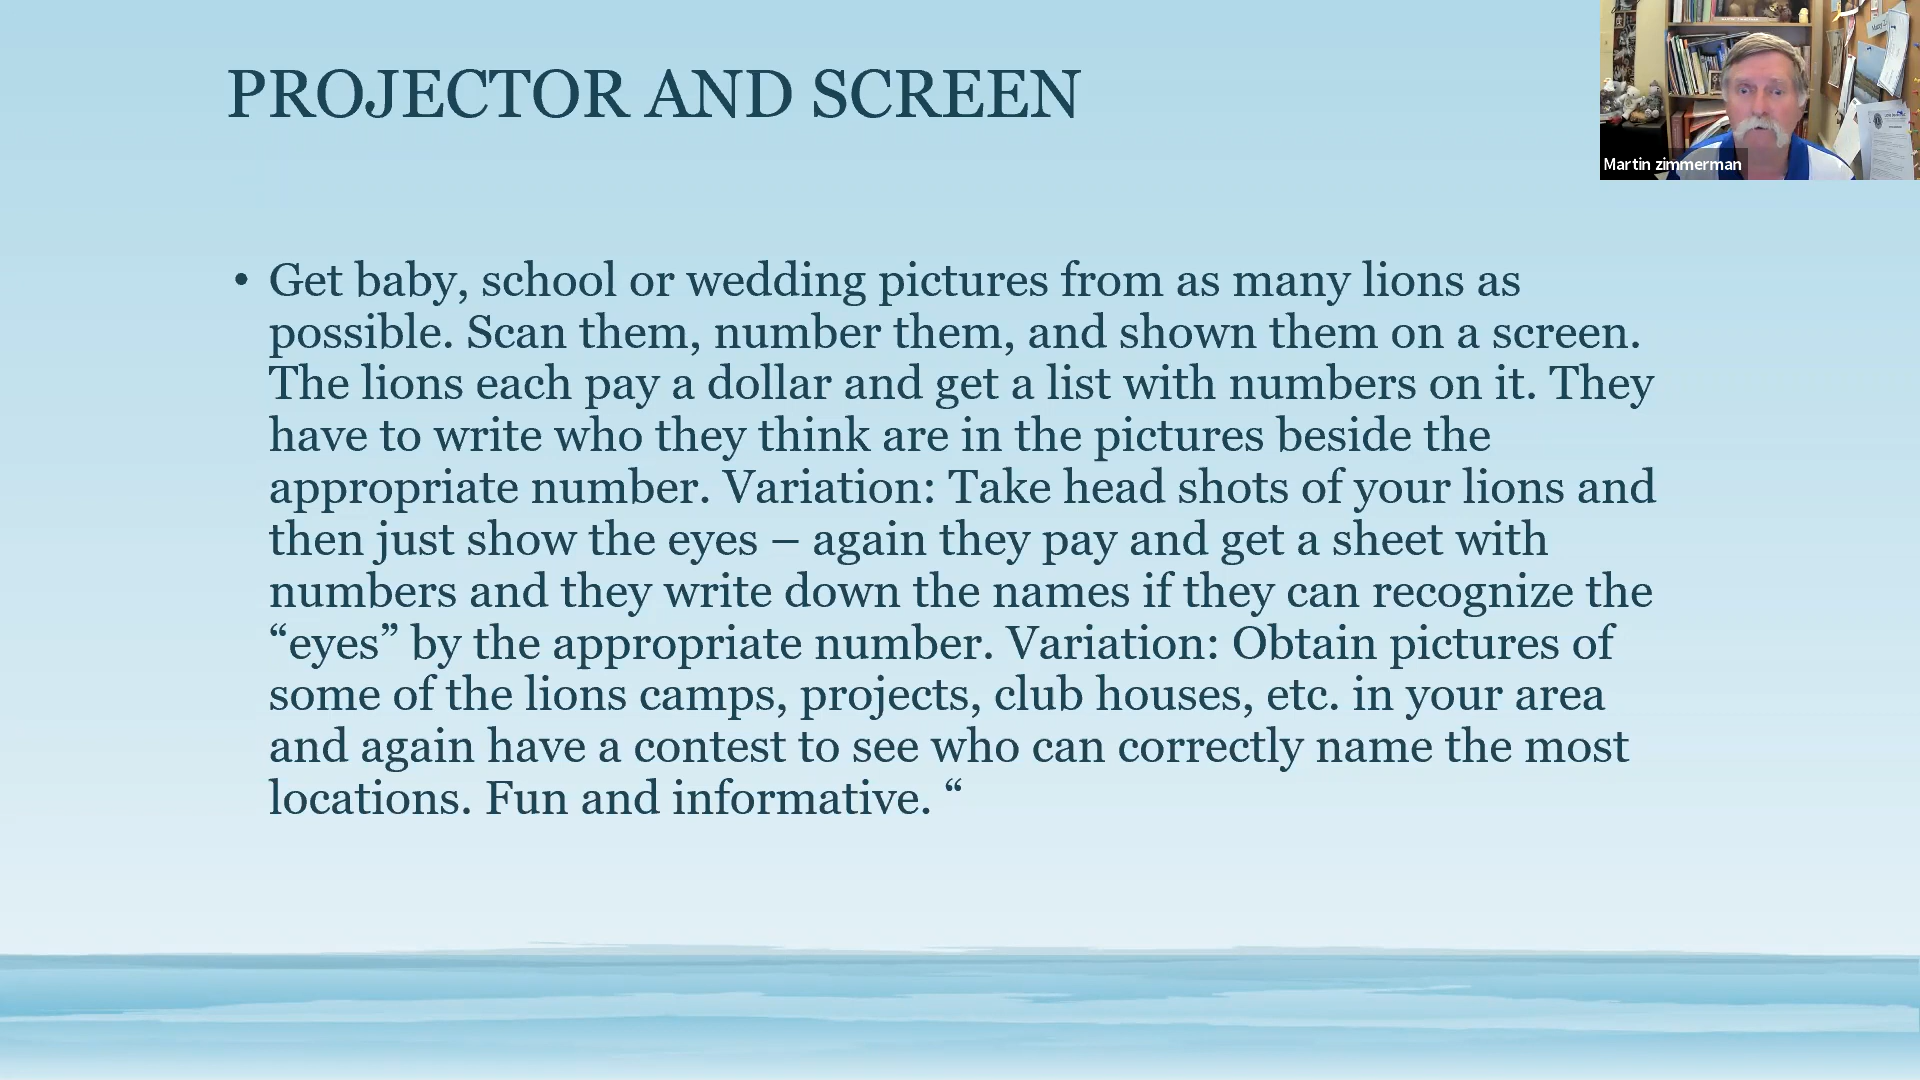 PROJECTOR AND SCREEN
Martin zimmerman
• Get baby, school or wedding pictures from as many lions as
possible. Scan them, number them, and shown them on a screen.
The lions each pay a dollar and get a list with numbers on it. They
have to write who they think are in the pictures beside the
appropriate number. Variation: Take head shots of your lions and
then just show the eyes – again they pay and get a sheet with
numbers and they write down the names if they can recognize the
“eyes” by the appropriate number. Variation: Obtain pictures of
some of the lions camps, projects, club houses, etc. in your area
and again have a contest to see who can correctly name the most
locations. Fun and informative. “